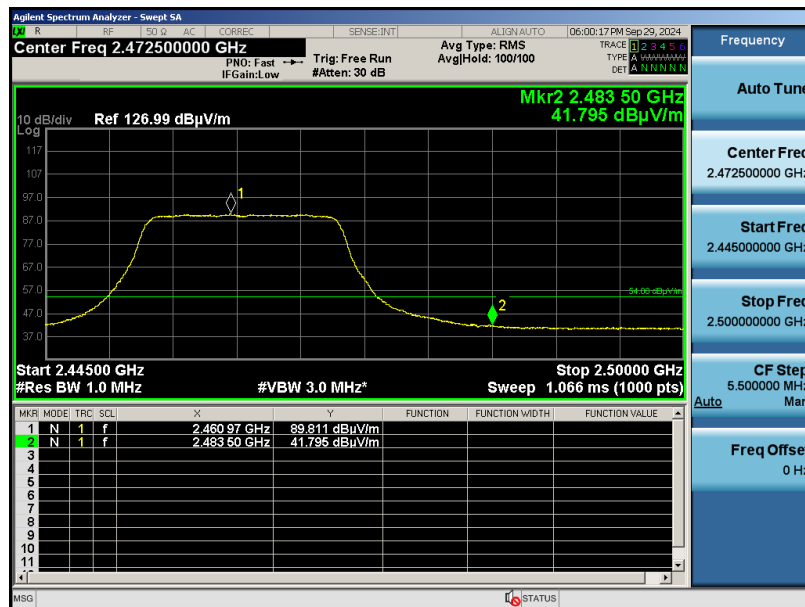 Agilent Spectrum Analyzer - Swept SA
R RF 50 Ω AC CORREC SENSE:INT ALIGN AUTO 06:00:17 PM Sep 29, 2024
Center Freq 2.472500000 GHz
PNO: Fast
IFGain:Low
Trig: Free Run
#Atten: 30 dB
Avg Type: RMS
Avg|Hold: 100/100
TRACE 1 2 3 4 5 6
TYPE A
DET A N N N N N
Mkr2 2.483 50 GHz
41.795 dBμV/m
10 dB/div Ref 126.99 dBμV/m
Log
117
107
97.0
87.0
77.0
67.0
57.0
47.0
37.0
1
2
54.00 dBμV/m
Start 2.44500 GHz Stop 2.50000 GHz
#Res BW 1.0 MHz #VBW 3.0 MHz* Sweep 1.066 ms (1000 pts)
MKR MODE TRC SCL X Y FUNCTION FUNCTION WIDTH FUNCTION VALUE
1 N 1 f 2.460 97 GHz 89.811 dBμV/m
2 N 1 f 2.483 50 GHz 41.795 dBμV/m
3
4
5
6
7
8
9
10
11
MSG STATUS
Frequency
Auto Tune
Center Freq
2.472500000 GHz
Start Freq
2.445000000 GHz
Stop Freq
2.500000000 GHz
CF Step
5.500000 MHz
Auto Man
Freq Offset
0 Hz